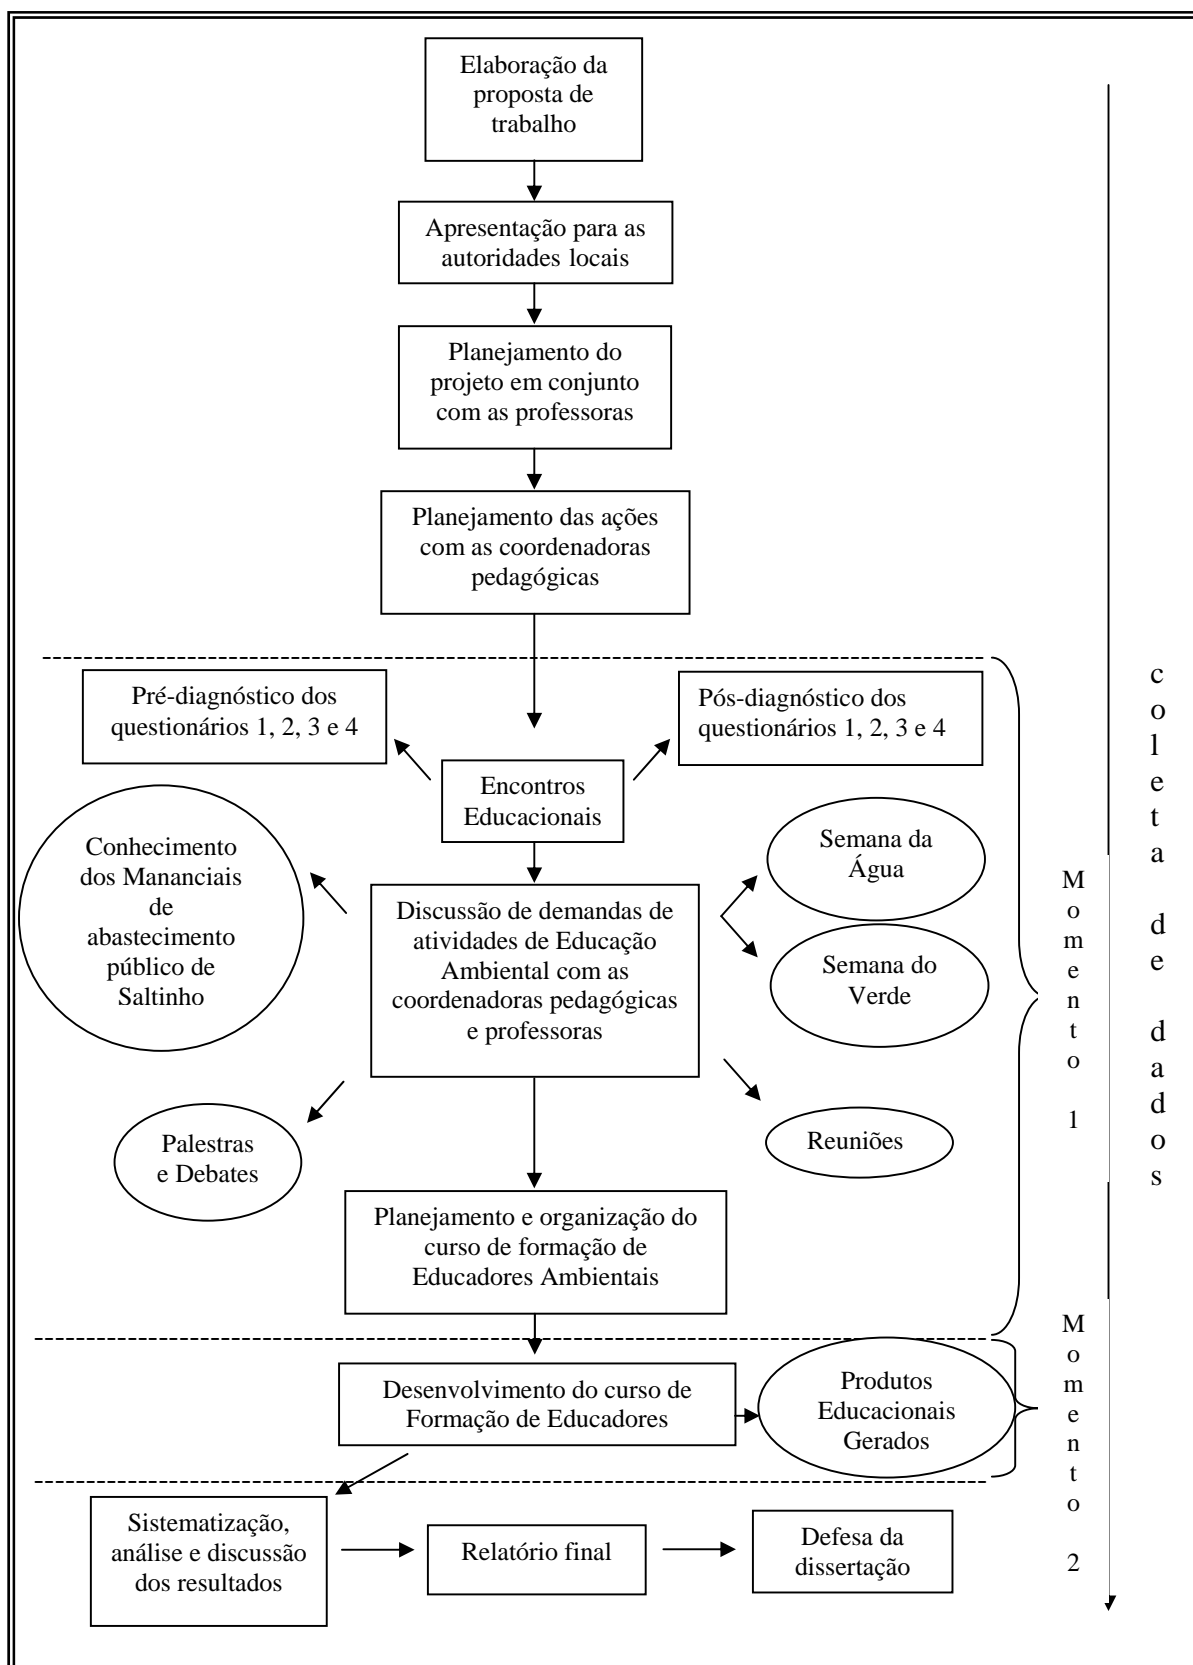 Elaboração da
proposta de
trabalho
Apresentação para as
autoridades locais
Planejamento do
projeto em conjunto
com as professoras
Planejamento das ações
com as coordenadoras
pedagógicas
Pré-diagnóstico dos
questionários 1, 2, 3 e 4
Pós-diagnóstico dos
questionários 1, 2, 3 e 4
Encontros
Educacionais
Conhecimento
dos Mananciais
de
abastecimento
público de
Saltinho
Discussão de demandas de
atividades de Educação
Ambiental com as
coordenadoras pedagógicas
e professoras
Semana da
Água
Semana do
Verde
Palestras
e Debates
Reuniões
Planejamento e organização do
curso de formação de
Educadores Ambientais
Momento 1
coleta de dados
Desenvolvimento do curso de
Formação de Educadores
Produtos
Educacionais
Gerados
Momento 2
Sistematização,
análise e discussão
dos resultados
Relatório final
Defesa da
dissertação